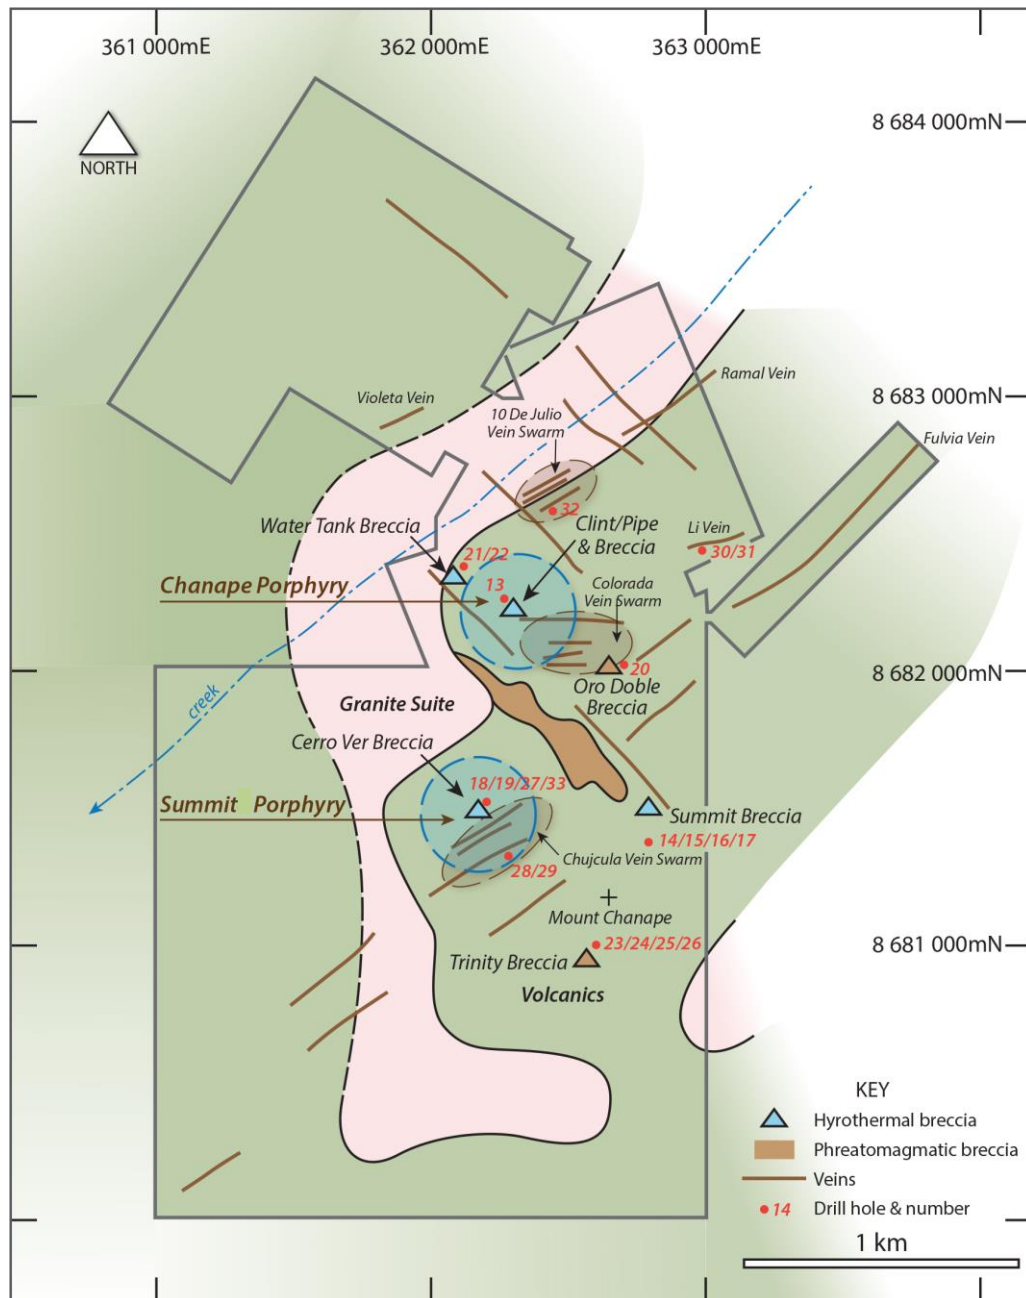 361 000mE
362 000mE
363 000mE
8 684 000mN
NORTH
8 683 000mN
Ramal Vein
Violeta Vein
10 De Julio
Vein Swarm
Fulvia Vein
32
Water Tank Breccia
Clint/Pipe
& Breccia
Li Vein
30/31
21/22
Chanape Porphyry
13
Colorada
Vein Swarm
8 682 000mN
20
Oro Doble
Breccia
creek
Granite Suite
Cerro Ver Breccia
18/19/27/33
Summit Porphyry
Summit Breccia
14/15/16/17
Chujcula Vein Swarm
28/29
Mount Chanape
23/24/25/26
8 681 000mN
Trinity Breccia
Volcanics
KEY
Hyrothermal breccia
Phreatomagmatic breccia
Veins
14 Drill hole & number
1 km